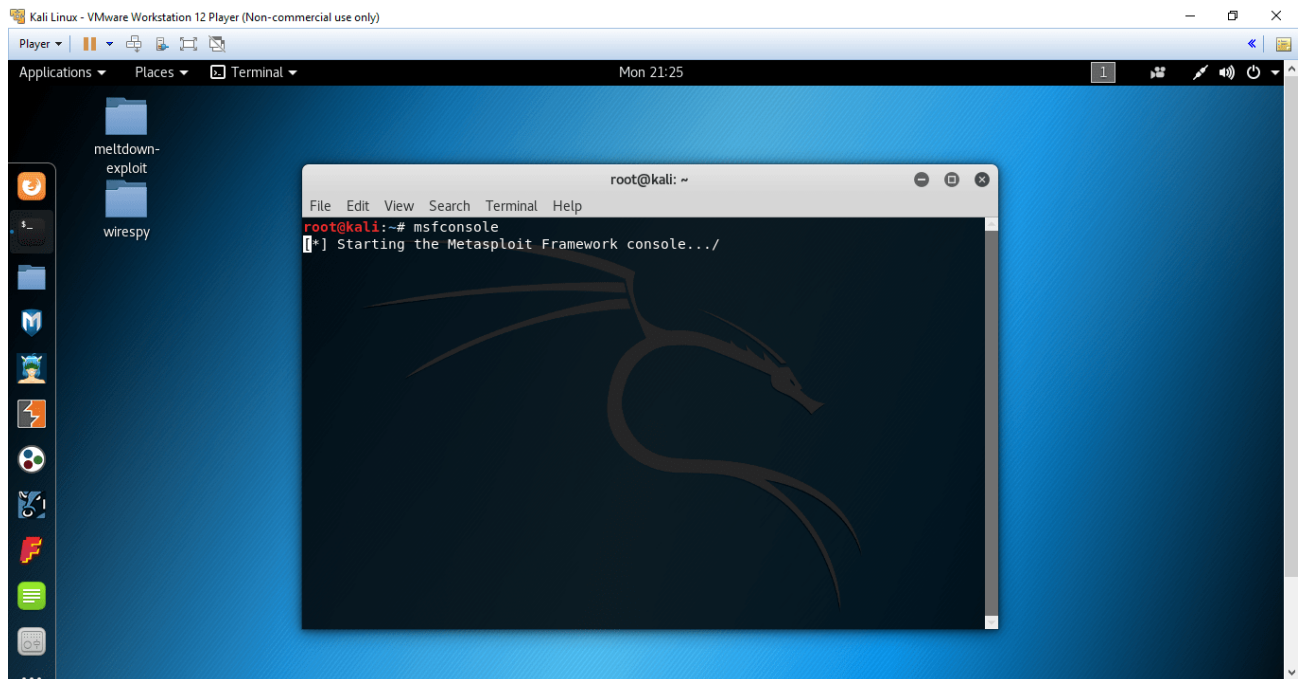 Kali Linux - VMware Workstation 12 Player (Non-commercial use only)
Player
Applications Places Terminal Mon 21:25 1
meltdown-
exploit
wirespy
root@kali: ~
File Edit View Search Terminal Help
root@kali:~# msfconsole
[*] Starting the Metasploit Framework console.../